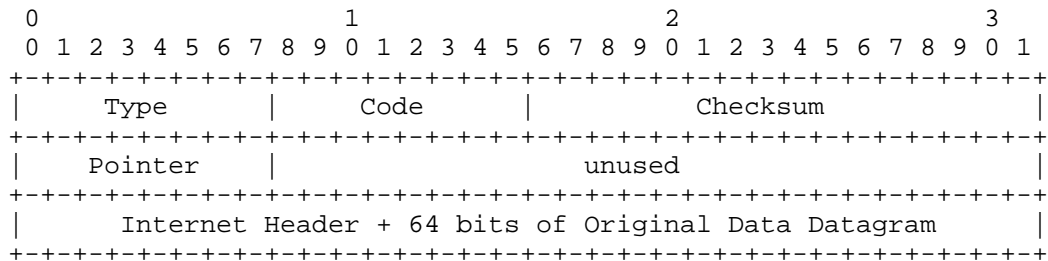 0                   1                   2                   3
 0 1 2 3 4 5 6 7 8 9 0 1 2 3 4 5 6 7 8 9 0 1 2 3 4 5 6 7 8 9 0 1
+-+-+-+-+-+-+-+-+-+-+-+-+-+-+-+-+-+-+-+-+-+-+-+-+-+-+-+-+-+-+-+-+
|     Type      |     Code      |          Checksum             |
+-+-+-+-+-+-+-+-+-+-+-+-+-+-+-+-+-+-+-+-+-+-+-+-+-+-+-+-+-+-+-+-+
|    Pointer    |                   unused                      |
+-+-+-+-+-+-+-+-+-+-+-+-+-+-+-+-+-+-+-+-+-+-+-+-+-+-+-+-+-+-+-+-+
|      Internet Header + 64 bits of Original Data Datagram      |
+-+-+-+-+-+-+-+-+-+-+-+-+-+-+-+-+-+-+-+-+-+-+-+-+-+-+-+-+-+-+-+-+